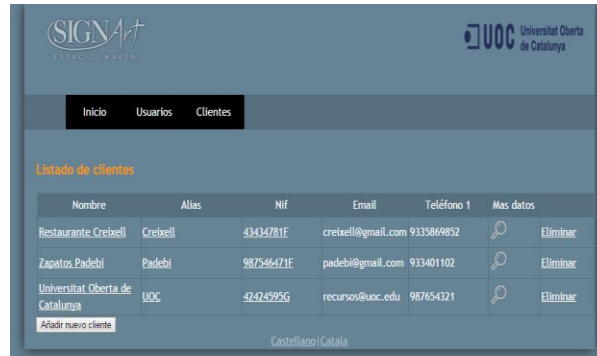 SIGNArt
ESPACIO IMAGEN
UOC Universitat Oberta
de Catalunya
Inicio Usuarios Clientes
Listado de clientes
Nombre Alias Nif Email Teléfono 1 Mas datos
Restaurante Creixell Creixell 43434781F creixell@gmail.com 9335869852 Eliminar
Zapatos Padebi Padebi 987546471F padebi@gmail.com 933401102 Eliminar
Universitat Oberta de
Catalunya UOC 42424595G recursos@uoc.edu 987654321 Eliminar
Añadir nuevo cliente
Castellano|Catala